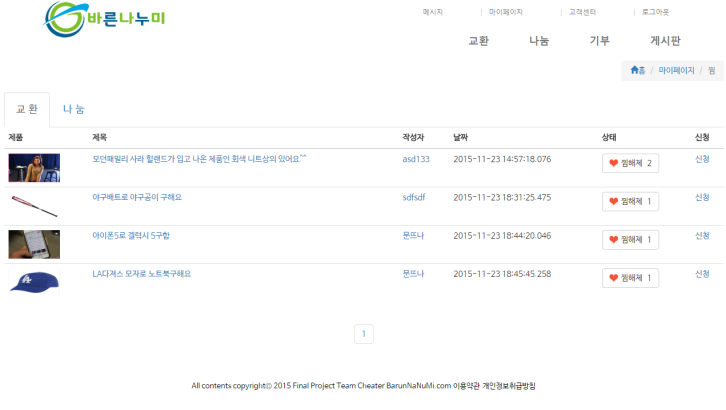 바른나누미
메시지 | 마이페이지 | 고객센터 | 로그아웃
교환 나눔 기부 게시판
홈 / 마이페이지 / 찜
교 환 나 눔
제품 제목 작성자 날짜 상태 신청
모던패밀리 사라 힐랜드가 입고 나온 제품인 회색 니트상의 있어요^^ asd133 2015-11-23 14:57:18.076 찜해제 2 신청
야구배트로 야구공이 구해요 sdfsdf 2015-11-23 18:31:25.475 찜해제 1 신청
아이폰5로 갤럭시 S구함 문뜨나 2015-11-23 18:44:20.046 찜해제 1 신청
LA다져스 모자로 노트북구해요 문뜨나 2015-11-23 18:45:45.258 찜해제 1 신청
1
All contents copyright© 2015 Final Project Team Cheater BarunNaNuMi.com 이용약관 개인정보취급방침